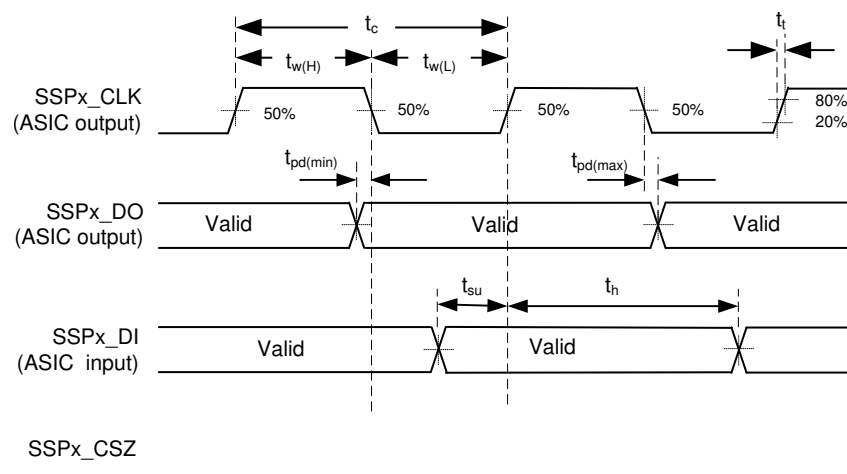 t_c
t_t
t_w(H)
t_w(L)
SSPx_CLK
(ASIC output)
50%
50%
50%
50%
80%
20%
t_pd(min)
t_pd(max)
SSPx_DO
(ASIC output)
Valid
Valid
Valid
t_su
t_h
SSPx_DI
(ASIC input)
Valid
Valid
SSPx_CSZ